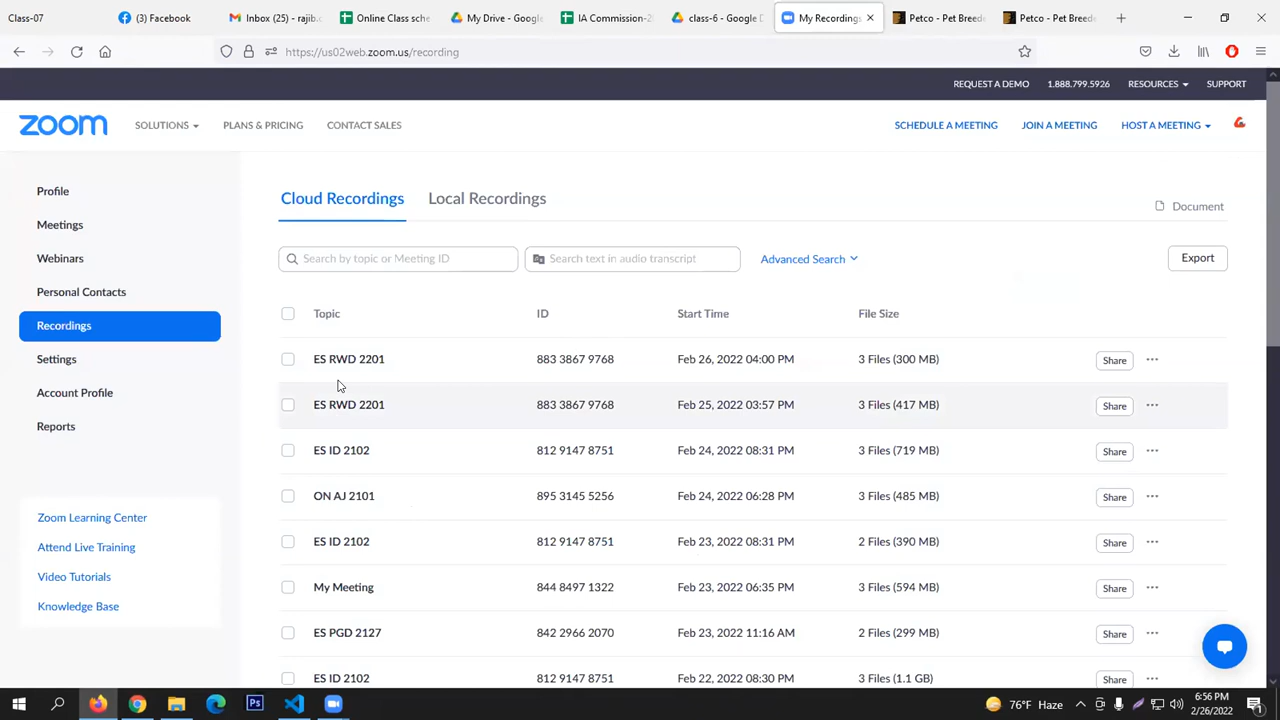 Class-07
(3) Facebook
Inbox (25) - rajib.
Online Class sche
My Drive - Google
IA Commission-2
class-6 - Google D
My Recordings
Petco - Pet Breede
Petco - Pet Breede
https://us02web.zoom.us/recording
REQUEST A DEMO
1.888.799.5926
RESOURCES
SUPPORT
zoom
SOLUTIONS
PLANS & PRICING
CONTACT SALES
SCHEDULE A MEETING
JOIN A MEETING
HOST A MEETING
Profile
Meetings
Webinars
Personal Contacts
Recordings
Settings
Account Profile
Reports
Zoom Learning Center
Attend Live Training
Video Tutorials
Knowledge Base
Cloud Recordings
Local Recordings
Document
Search by topic or Meeting ID
Search text in audio transcript
Advanced Search
Export
Topic ID Start Time File Size
ES RWD 2201 883 3867 9768 Feb 26, 2022 04:00 PM 3 Files (300 MB) Share
ES RWD 2201 883 3867 9768 Feb 25, 2022 03:57 PM 3 Files (417 MB) Share
ES ID 2102 812 9147 8751 Feb 24, 2022 08:31 PM 3 Files (719 MB) Share
ON AJ 2101 895 3145 5256 Feb 24, 2022 06:28 PM 3 Files (485 MB) Share
ES ID 2102 812 9147 8751 Feb 23, 2022 08:31 PM 2 Files (390 MB) Share
My Meeting 844 8497 1322 Feb 23, 2022 06:35 PM 3 Files (594 MB) Share
ES PGD 2127 842 2966 2070 Feb 23, 2022 11:16 AM 2 Files (299 MB) Share
ES ID 2102 812 9147 8751 Feb 22, 2022 08:30 PM 3 Files (1.1 GB) Share
Ps
76°F Haze
6:56 PM
2/26/2022